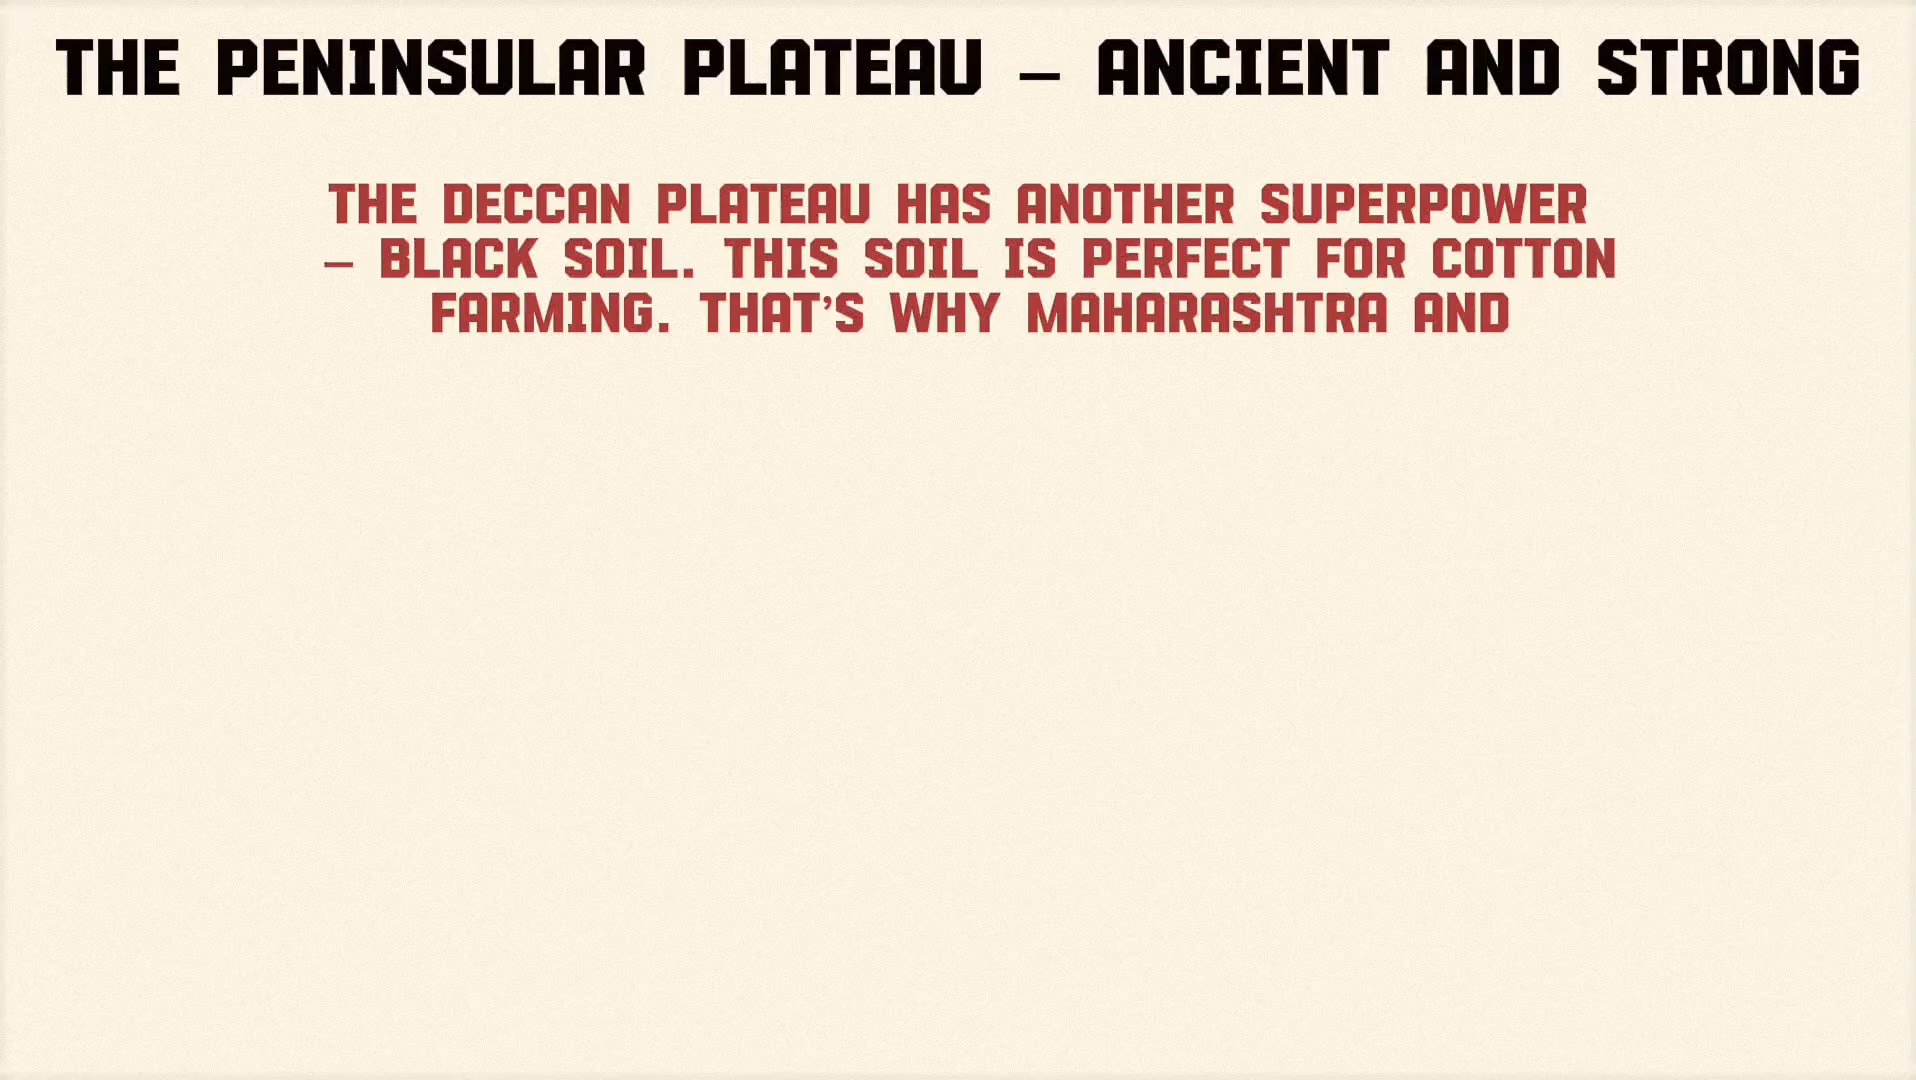 THE PENINSULAR PLATEAU – ANCIENT AND STRONG
THE DECCAN PLATEAU HAS ANOTHER SUPERPOWER
– BLACK SOIL. THIS SOIL IS PERFECT FOR COTTON
FARMING. THAT’S WHY MAHARASHTRA AND